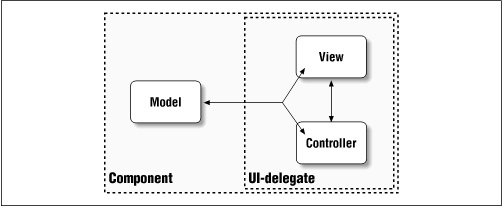 View
Model
Controller
Component
UI-delegate